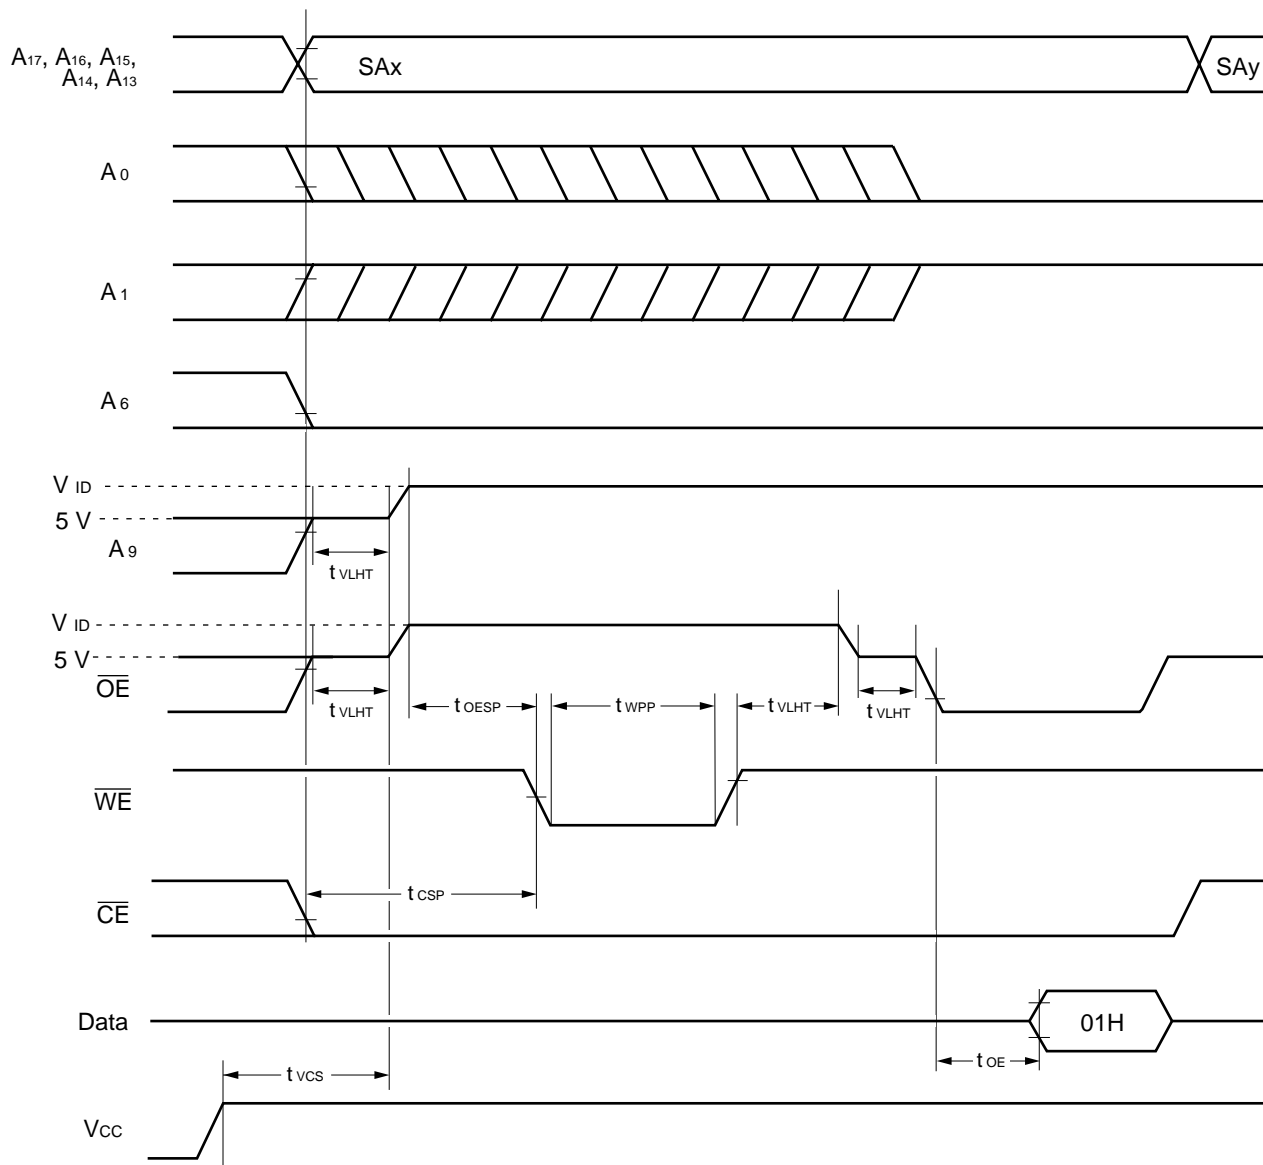 A17, A16, A15,
A14, A13
SAx
SAy
A0
A1
A6
VID
5 V
A9
tVLHT
VID
5 V
OE
tVLHT
tOESP
tWPP
tVLHT
tVLHT
WE
tCSP
CE
Data
01H
tOE
tVCS
VCC